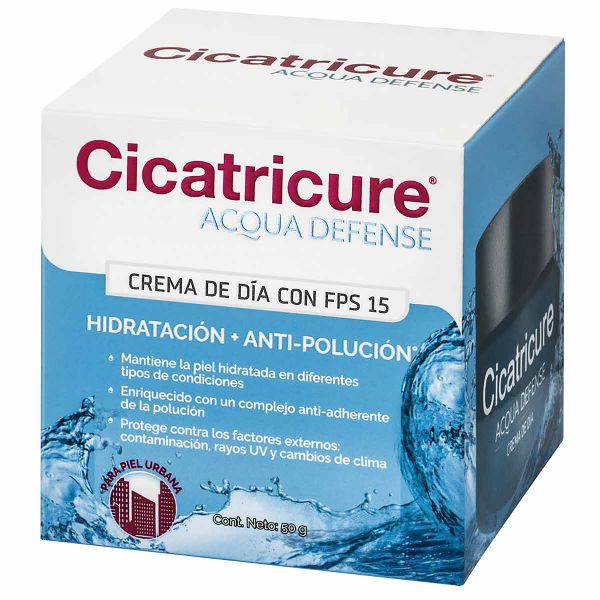 Cicatricure®
ACQUA DEFENSE
Cicatricure®
ACQUA DEFENSE
CREMA DE DÍA CON FPS 15
HIDRATACIÓN + ANTI-POLUCIÓN*
Mantiene la piel hidratada en diferentes
tipos de condiciones
Enriquecido con un complejo anti-adherente
de la polución
Protege contra los factores externos:
contaminación, rayos UV y cambios de clima
PARA PIEL URBANA
Cont. Neto: 50 g
Cicatricure
ACQUA DEFENSE
CREMA DE DÍA